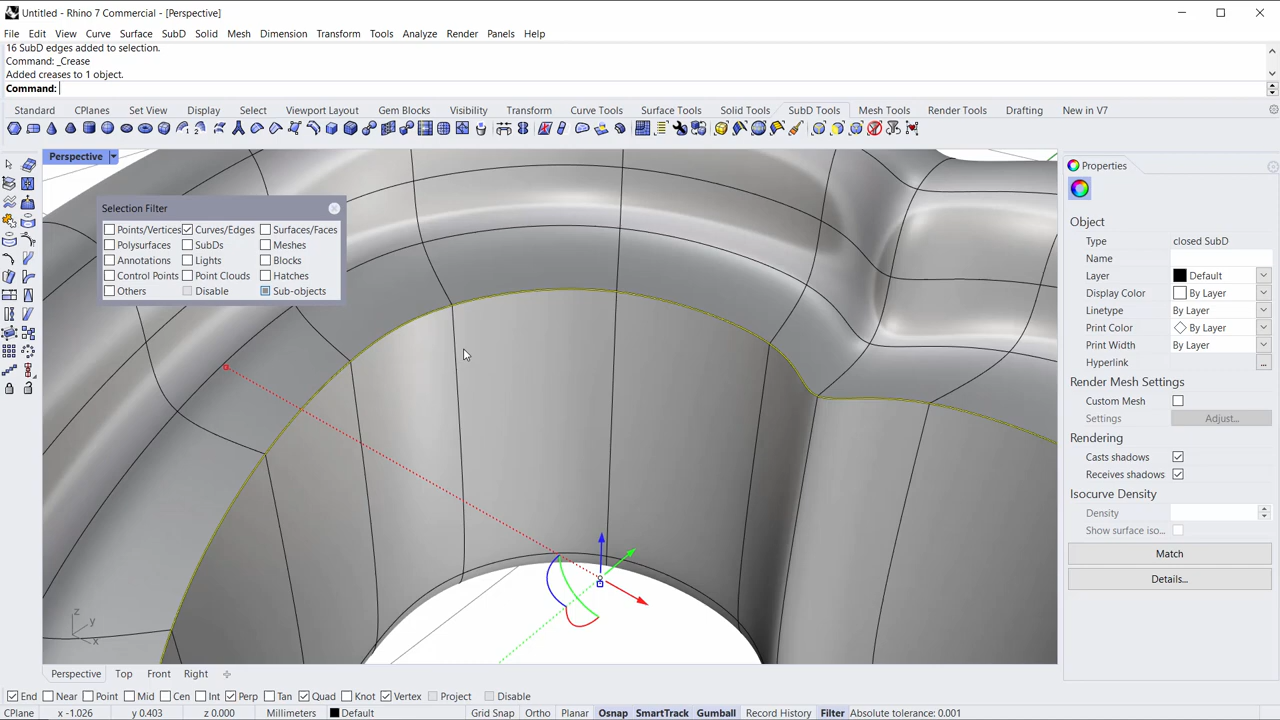 Untitled - Rhino 7 Commercial - [Perspective]
File Edit View Curve Surface SubD Solid Mesh Dimension Transform Tools Analyze Render Panels Help
16 SubD edges added to selection.
Command: _Crease
Added creases to 1 object.
Command:
Standard CPlanes Set View Display Select Viewport Layout Gem Blocks Visibility Transform Curve Tools Surface Tools Solid Tools SubD Tools Mesh Tools Render Tools Drafting New in V7
Perspective
Selection Filter
Points/Vertices Curves/Edges Surfaces/Faces
Polysurfaces SubDs Meshes
Annotations Lights Blocks
Control Points Point Clouds Hatches
Others Disable Sub-objects
z
y
x
Properties
Object
Type closed SubD
Name
Layer Default
Display Color By Layer
Linetype By Layer
Print Color By Layer
Print Width By Layer
Hyperlink ...
Render Mesh Settings
Custom Mesh
Settings Adjust...
Rendering
Casts shadows
Receives shadows
Isocurve Density
Density
Show surface iso...
Match
Details...
Perspective Top Front Right
End Near Point Mid Cen Int Perp Tan Quad Knot Vertex Project Disable
CPlane x -1.026 y 0.403 z 0.000 Millimeters Default Grid Snap Ortho Planar Osnap SmartTrack Gumball Record History Filter Absolute tolerance: 0.001